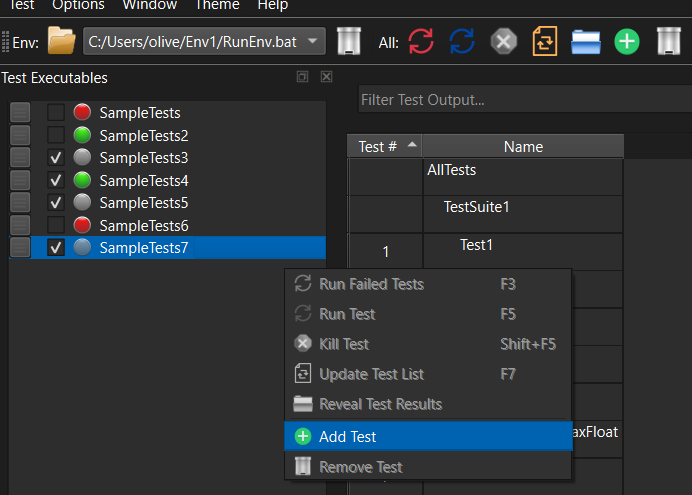 Test Options Window Theme Help
Env: C:/Users/olive/Env1/RunEnv.bat All:
Test Executables
Filter Test Output...
SampleTests
SampleTests2
SampleTests3
SampleTests4
SampleTests5
SampleTests6
SampleTests7
Test # Name
AllTests
TestSuite1
1 Test1
Run Failed Tests F3
Run Test F5
Kill Test Shift+F5
Update Test List F7
Reveal Test Results
Add Test
axFloat
Remove Test